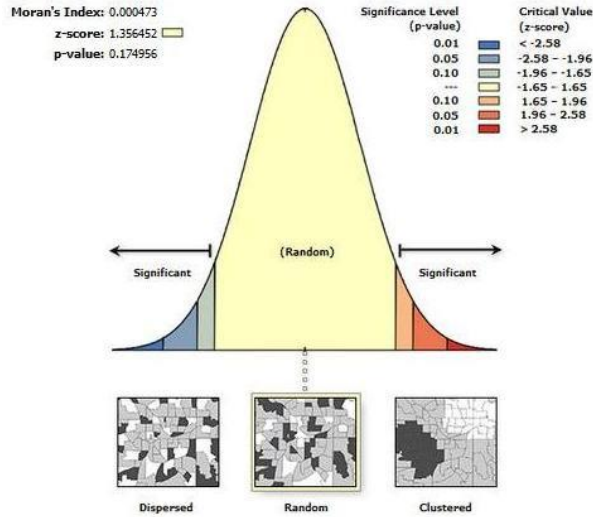 Moran's Index: 0.000473
z-score: 1.356452
p-value: 0.174956
Significance Level
(p-value)
Critical Value
(z-score)
0.01 < -2.58
0.05 -2.58 - -1.96
0.10 -1.96 - -1.65
--- -1.65 - 1.65
0.10 1.65 - 1.96
0.05 1.96 - 2.58
0.01 > 2.58
(Random)
Significant
Significant
Dispersed
Random
Clustered